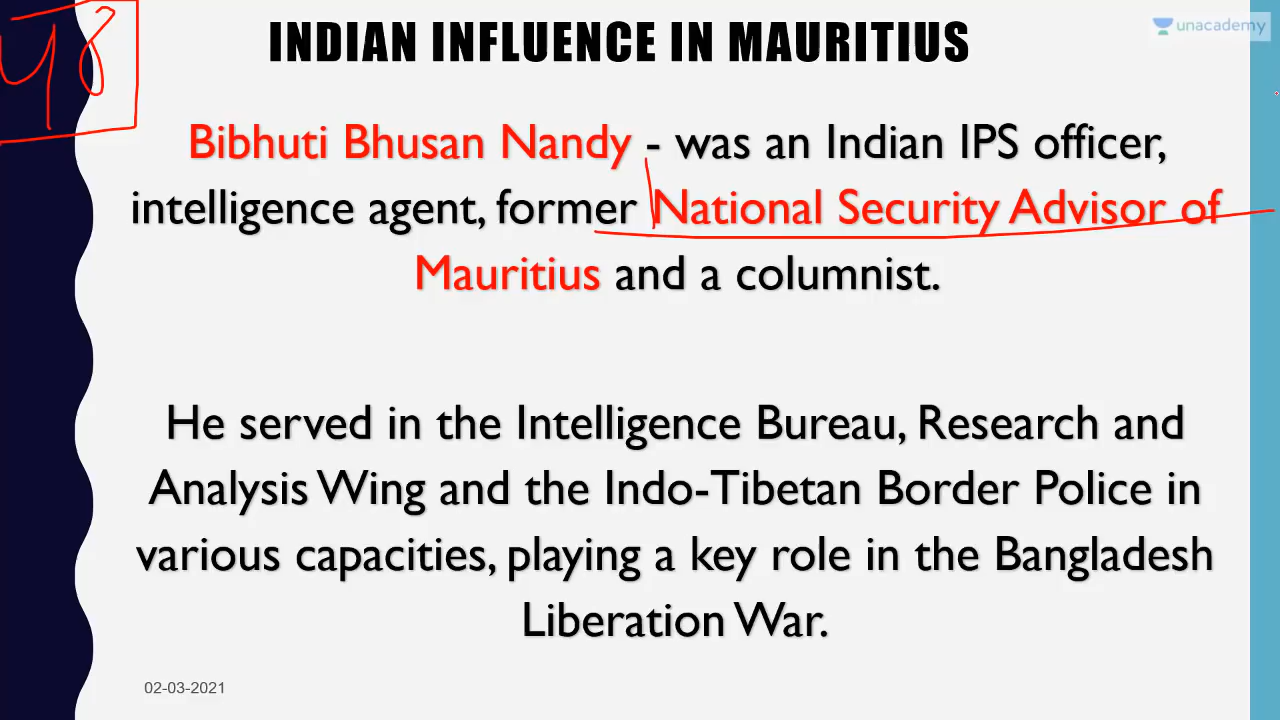 48
unacademy
INDIAN INFLUENCE IN MAURITIUS
Bibhuti Bhusan Nandy - was an Indian IPS officer,
intelligence agent, former National Security Advisor of
Mauritius and a columnist.
He served in the Intelligence Bureau, Research and
Analysis Wing and the Indo-Tibetan Border Police in
various capacities, playing a key role in the Bangladesh
Liberation War.
02-03-2021